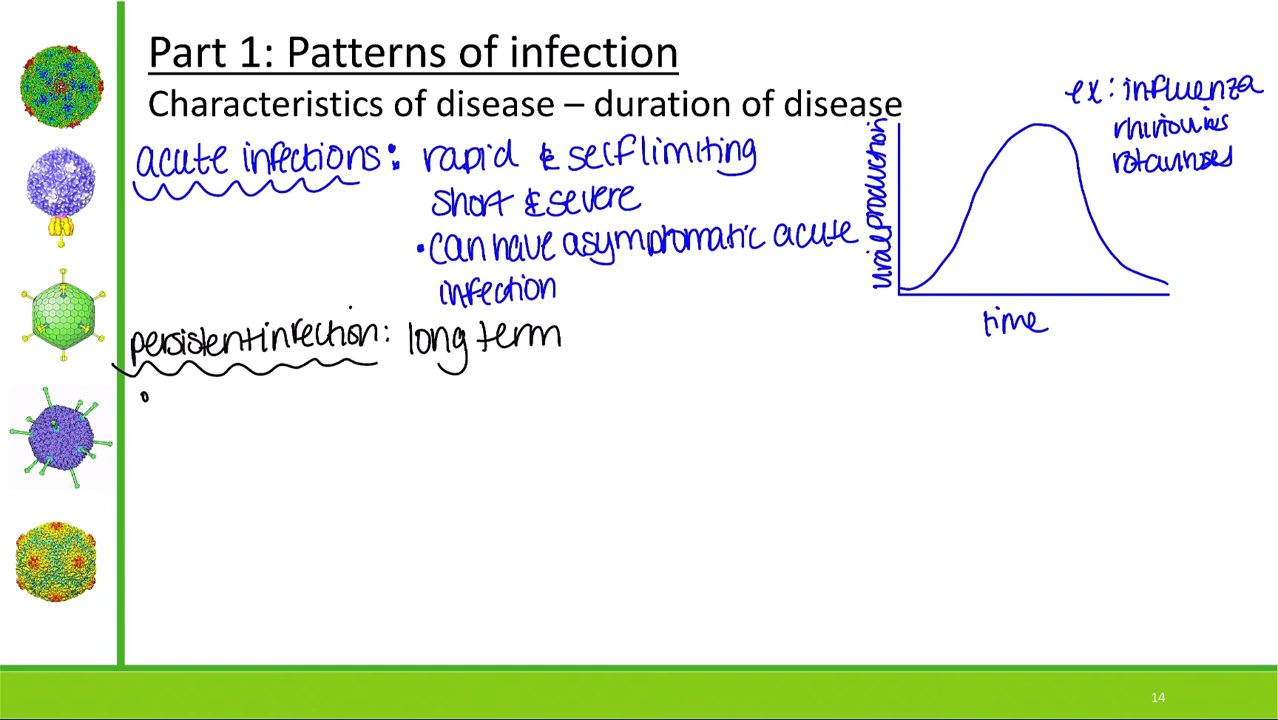 Part 1: Patterns of infection
Characteristics of disease – duration of disease
acute infections: rapid & self limiting
short & severe
• can have asymptomatic acute
infection
persistent infection: long term
ex: influenza
rhinovirus
rotaviruses
viral production
time
14